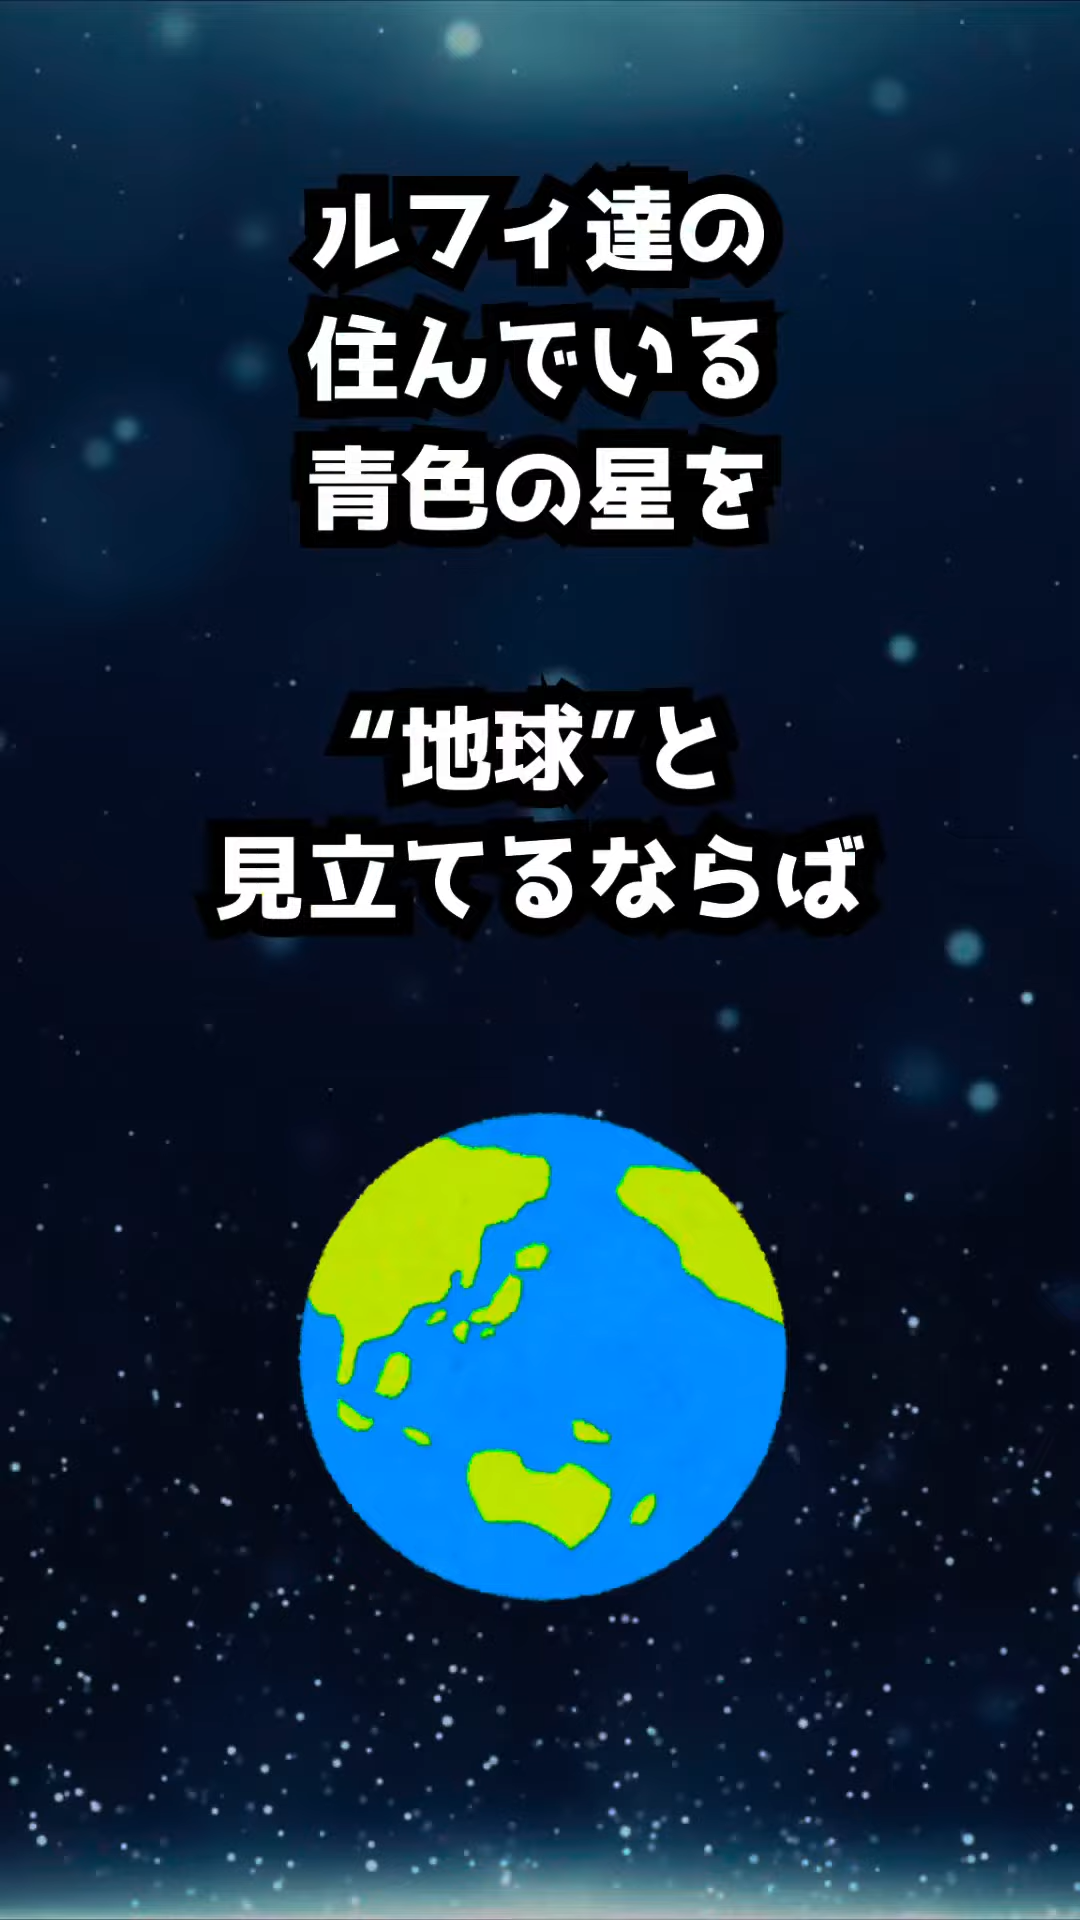 ルフィ達の
住んでいる
青色の星を
“地球”と
見立てるならば